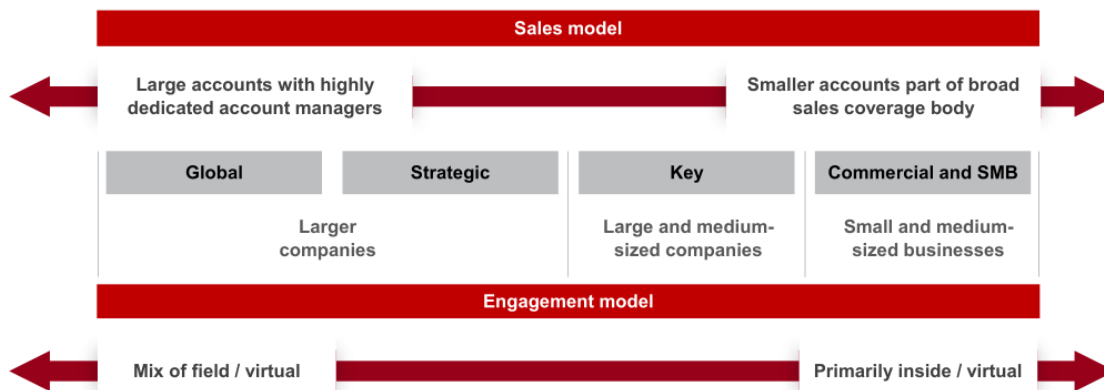 Sales model
Large accounts with highly
dedicated account managers
Smaller accounts part of broad
sales coverage body
Global
Strategic
Key
Commercial and SMB
Larger
companies
Large and medium-
sized companies
Small and medium-
sized businesses
Engagement model
Mix of field / virtual
Primarily inside / virtual